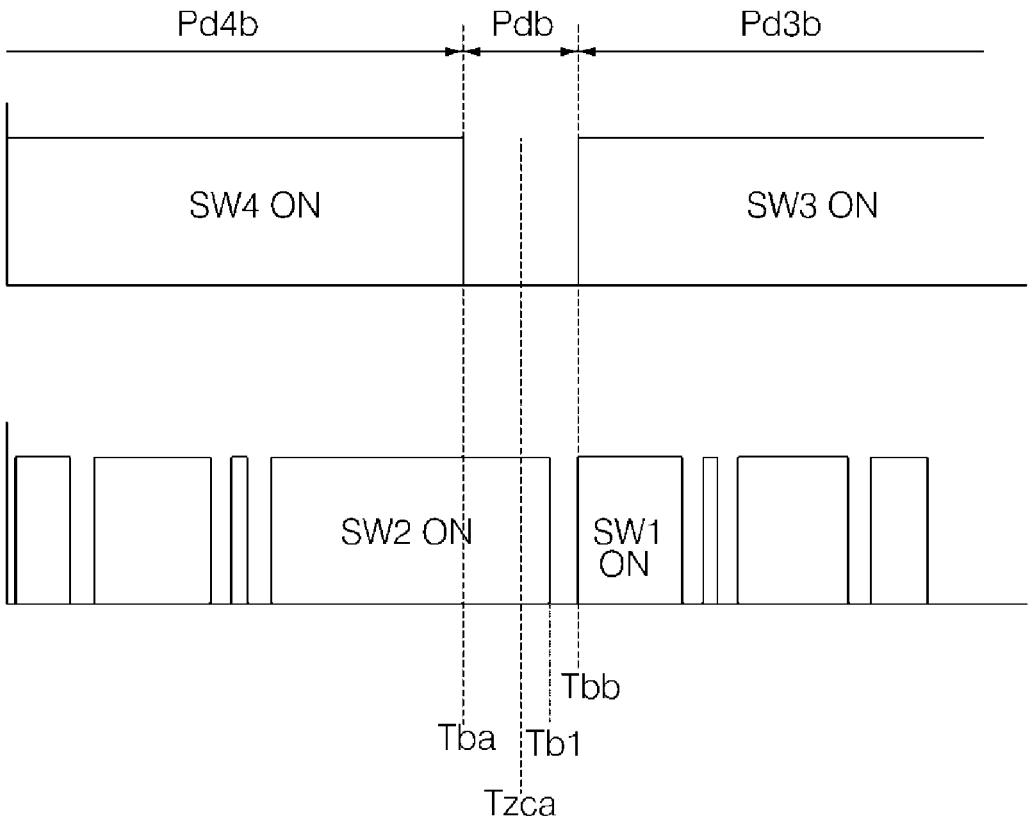 Pd4b Pdb Pd3b
SW4 ON SW3 ON
SW2 ON SW1
ON
Tbb
Tba Tb1
Tzca